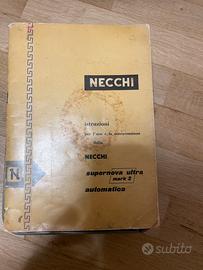 NECCHI
istruzioni
per l'uso e la manutenzione
della
NECCHI
supernova ultra
mark 2
automatica
N
subito